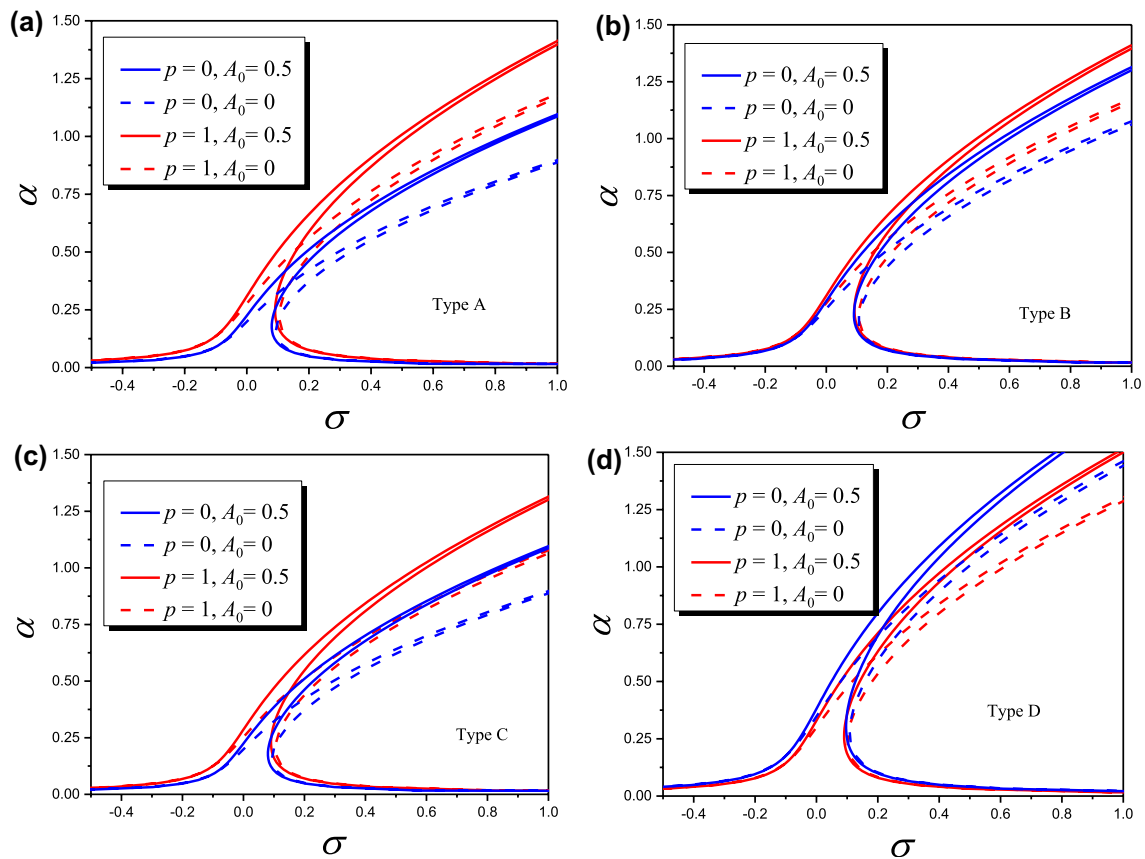 (a)
1.50
1.25
1.00
0.75
0.50
0.25
0.00
α
p = 0, A0 = 0.5
p = 0, A0 = 0
p = 1, A0 = 0.5
p = 1, A0 = 0
Type A
-0.4 -0.2 0.0 0.2 0.4 0.6 0.8 1.0
σ
(b)
1.50
1.25
1.00
0.75
0.50
0.25
0.00
α
p = 0, A0 = 0.5
p = 0, A0 = 0
p = 1, A0 = 0.5
p = 1, A0 = 0
Type B
-0.4 -0.2 0.0 0.2 0.4 0.6 0.8 1.0
σ
(c)
1.50
1.25
1.00
0.75
0.50
0.25
0.00
α
p = 0, A0 = 0.5
p = 0, A0 = 0
p = 1, A0 = 0.5
p = 1, A0 = 0
Type C
-0.4 -0.2 0.0 0.2 0.4 0.6 0.8 1.0
σ
(d)
1.50
1.25
1.00
0.75
0.50
0.25
0.00
α
p = 0, A0 = 0.5
p = 0, A0 = 0
p = 1, A0 = 0.5
p = 1, A0 = 0
Type D
-0.4 -0.2 0.0 0.2 0.4 0.6 0.8 1.0
σ